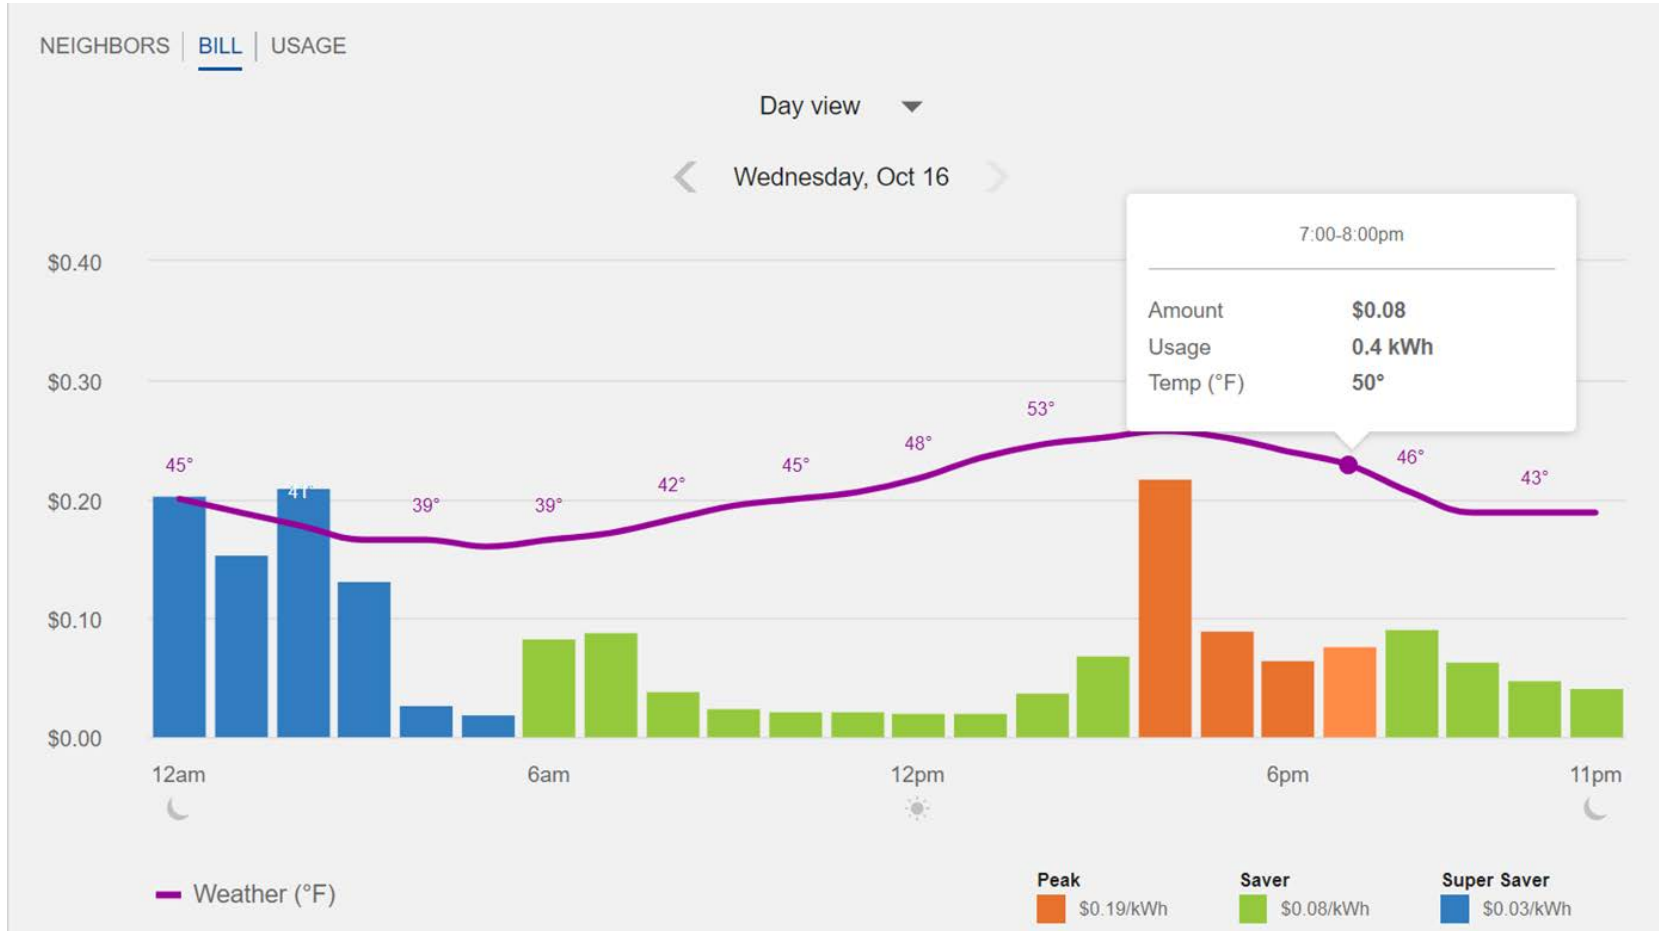 NEIGHBORS | BILL | USAGE
Day view
Wednesday, Oct 16
7:00-8:00pm
Amount $0.08
Usage 0.4 kWh
Temp (°F) 50°
$0.40
$0.30
$0.20
$0.10
$0.00
45°
41°
39°
39°
42°
45°
48°
53°
46°
43°
12am
6am
12pm
6pm
11pm
Weather (°F)
Peak
$0.19/kWh
Saver
$0.08/kWh
Super Saver
$0.03/kWh